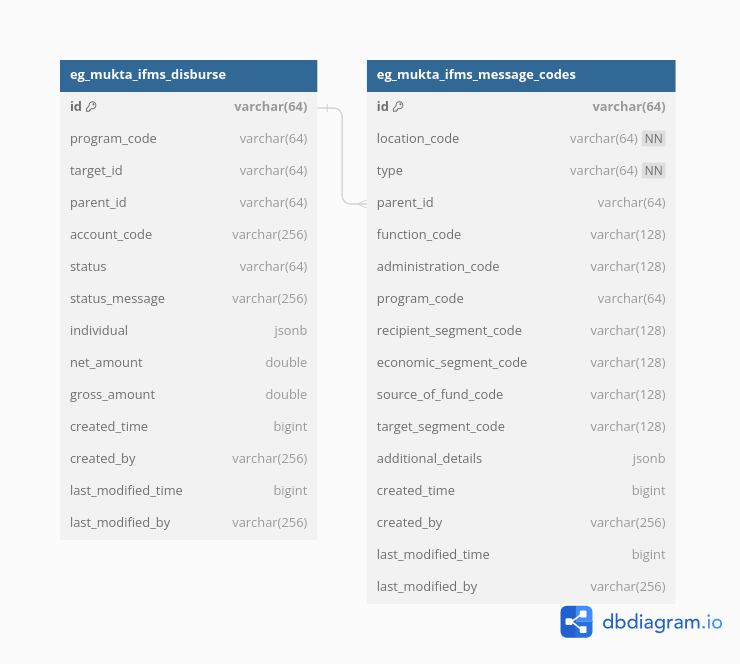 eg_mukta_ifms_disburse
id varchar(64)
program_code varchar(64)
target_id varchar(64)
parent_id varchar(64)
account_code varchar(256)
status varchar(64)
status_message varchar(256)
individual jsonb
net_amount double
gross_amount double
created_time bigint
created_by varchar(256)
last_modified_time bigint
last_modified_by varchar(256)
eg_mukta_ifms_message_codes
id varchar(64)
location_code varchar(64) NN
type varchar(64) NN
parent_id varchar(64)
function_code varchar(128)
administration_code varchar(128)
program_code varchar(64)
recipient_segment_code varchar(128)
economic_segment_code varchar(128)
source_of_fund_code varchar(128)
target_segment_code varchar(128)
additional_details jsonb
created_time bigint
created_by varchar(256)
last_modified_time bigint
last_modified_by varchar(256)
dbdiagram.io